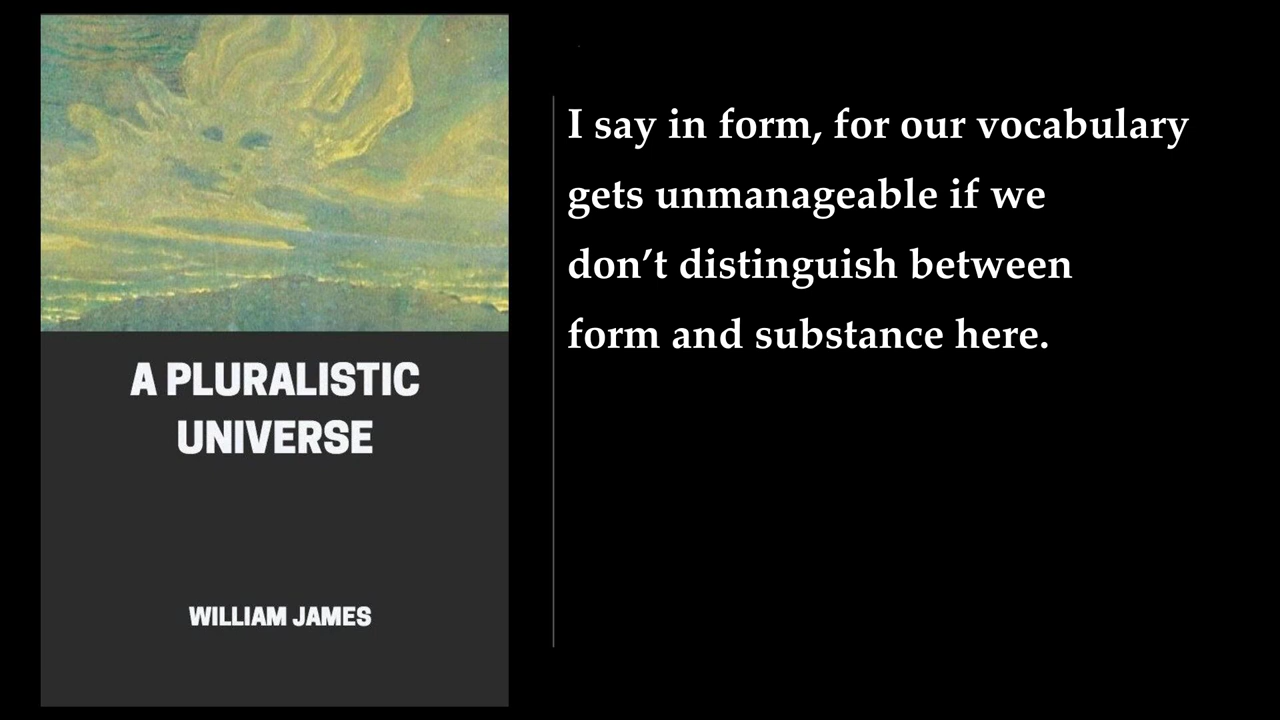 A PLURALISTIC
UNIVERSE
WILLIAM JAMES
I say in form, for our vocabulary
gets unmanageable if we
don’t distinguish between
form and substance here.